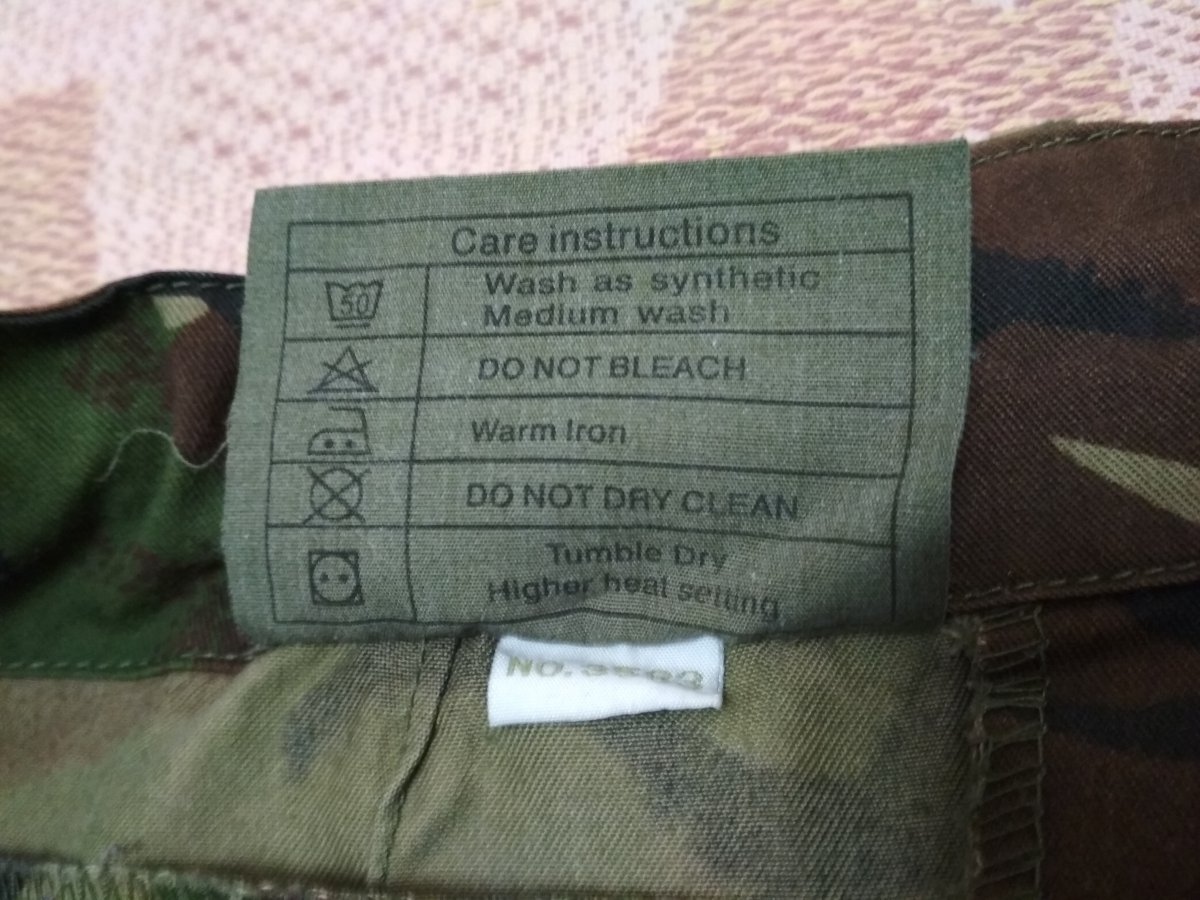 Care instructions
50
Wash as synthetic
Medium wash
DO NOT BLEACH
Warm Iron
DO NOT DRY CLEAN
Tumble Dry
Higher heat setting
NO.